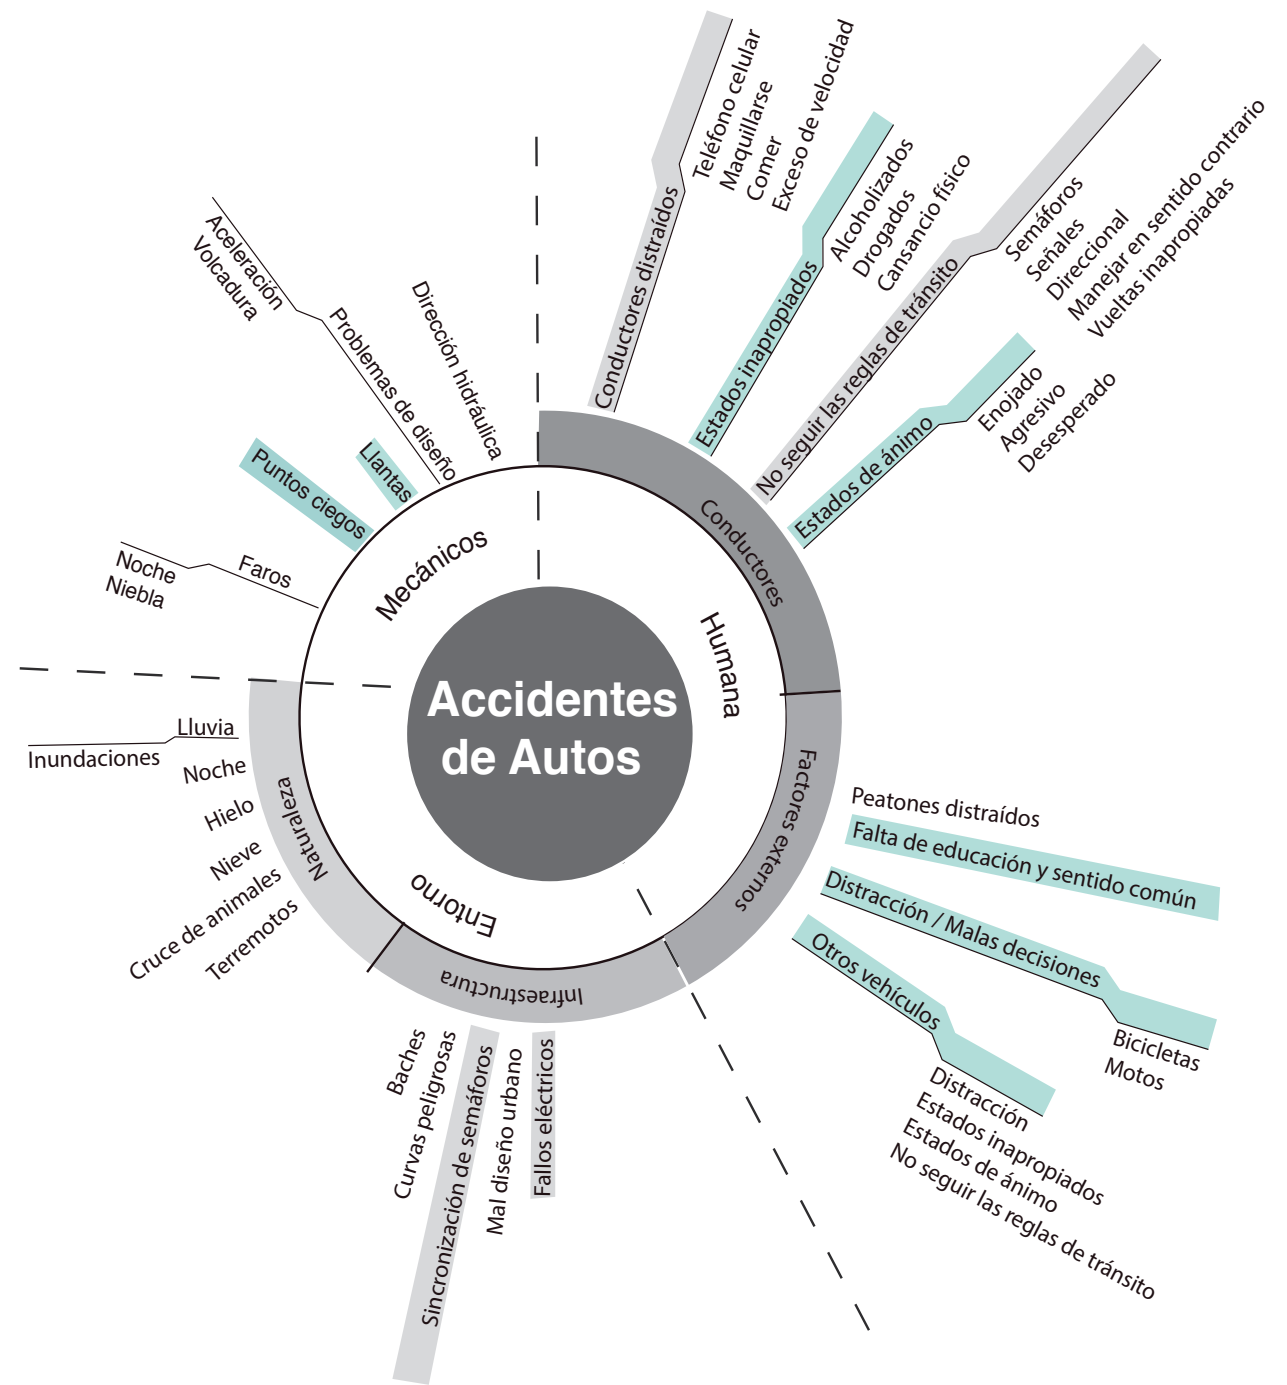 Accidentes
de Autos
Humana
Conductores
Conductores distraídos
Teléfono celular
Maquillarse
Comer
Exceso de velocidad
Estados inapropiados
Alcoholizados
Drogados
Cansancio físico
No seguir las reglas de tránsito
Semáforos
Señales
Direccional
Manejar en sentido contrario
Vueltas inapropiadas
Estados de ánimo
Enojado
Agresivo
Desesperado
Factores externos
Peatones distraídos
Falta de educación y sentido común
Distracción / Malas decisiones
Bicicletas
Motos
Otros vehículos
Distracción
Estados inapropiados
Estados de ánimo
No seguir las reglas de tránsito
Entorno
Infraestructura
Fallos eléctricos
Mal diseño urbano
Sincronización de semáforos
Curvas peligrosas
Baches
Naturaleza
Terremotos
Cruce de animales
Nieve
Hielo
Noche
Lluvia
Inundaciones
Mecánicos
Faros
Noche
Niebla
Puntos ciegos
Llantas
Problemas de diseño
Aceleración
Volcadura
Dirección hidráulica